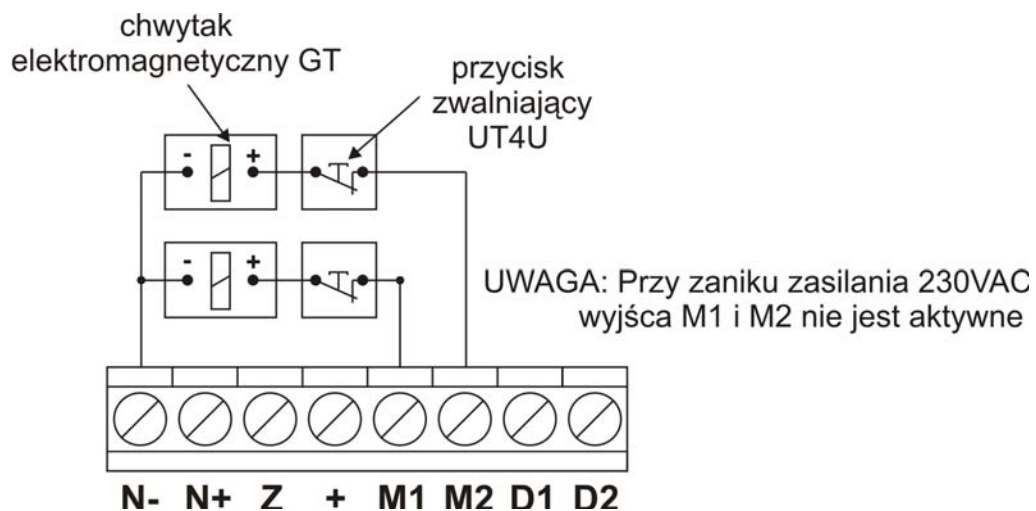 chwytak
elektromagnetyczny GT
przycisk
zwalniający
UT4U
- +
- +
UWAGA: Przy zaniku zasilania 230VAC
wyjśca M1 i M2 nie jest aktywne
N- N+ Z + M1 M2 D1 D2